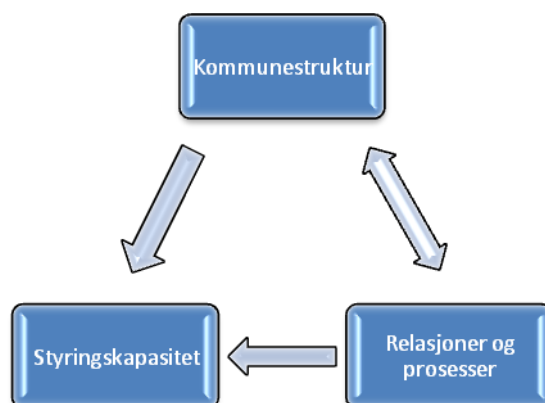 Kommunestruktur
Styringskapasitet
Relasjoner og
prosesser